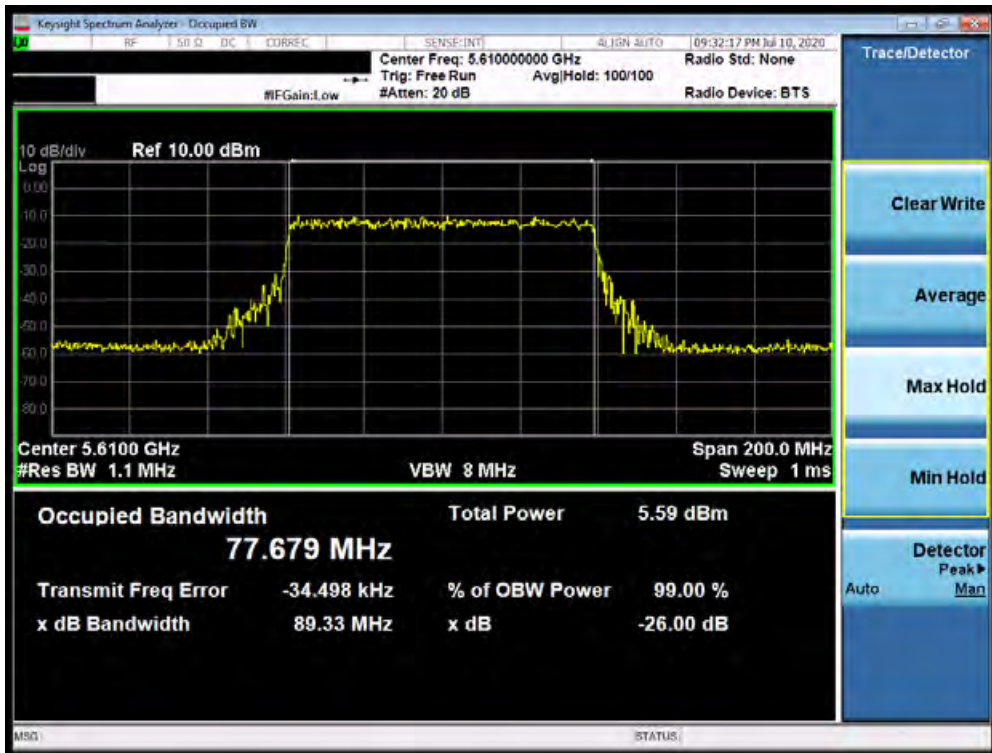 Keysight Spectrum Analyzer - Occupied BW
LXI RF 50 Ω DC CORREC SENSE:INT ALIGN AUTO 09:32:17 PM Jul 10, 2020
Center Freq: 5.610000000 GHz Radio Std: None
Trig: Free Run Avg|Hold: 100/100
#IFGain:Low #Atten: 20 dB Radio Device: BTS
10 dB/div Ref 10.00 dBm
Log
0.00
-10.0
-20.0
-30.0
-40.0
-50.0
-60.0
-70.0
-80.0
Center 5.6100 GHz Span 200.0 MHz
#Res BW 1.1 MHz VBW 8 MHz Sweep 1 ms
Occupied Bandwidth Total Power 5.59 dBm
77.679 MHz
Transmit Freq Error -34.498 kHz % of OBW Power 99.00 %
x dB Bandwidth 89.33 MHz x dB -26.00 dB
MSG STATUS
Trace/Detector
Clear Write
Average
Max Hold
Min Hold
Detector
Peak▶
Auto Man